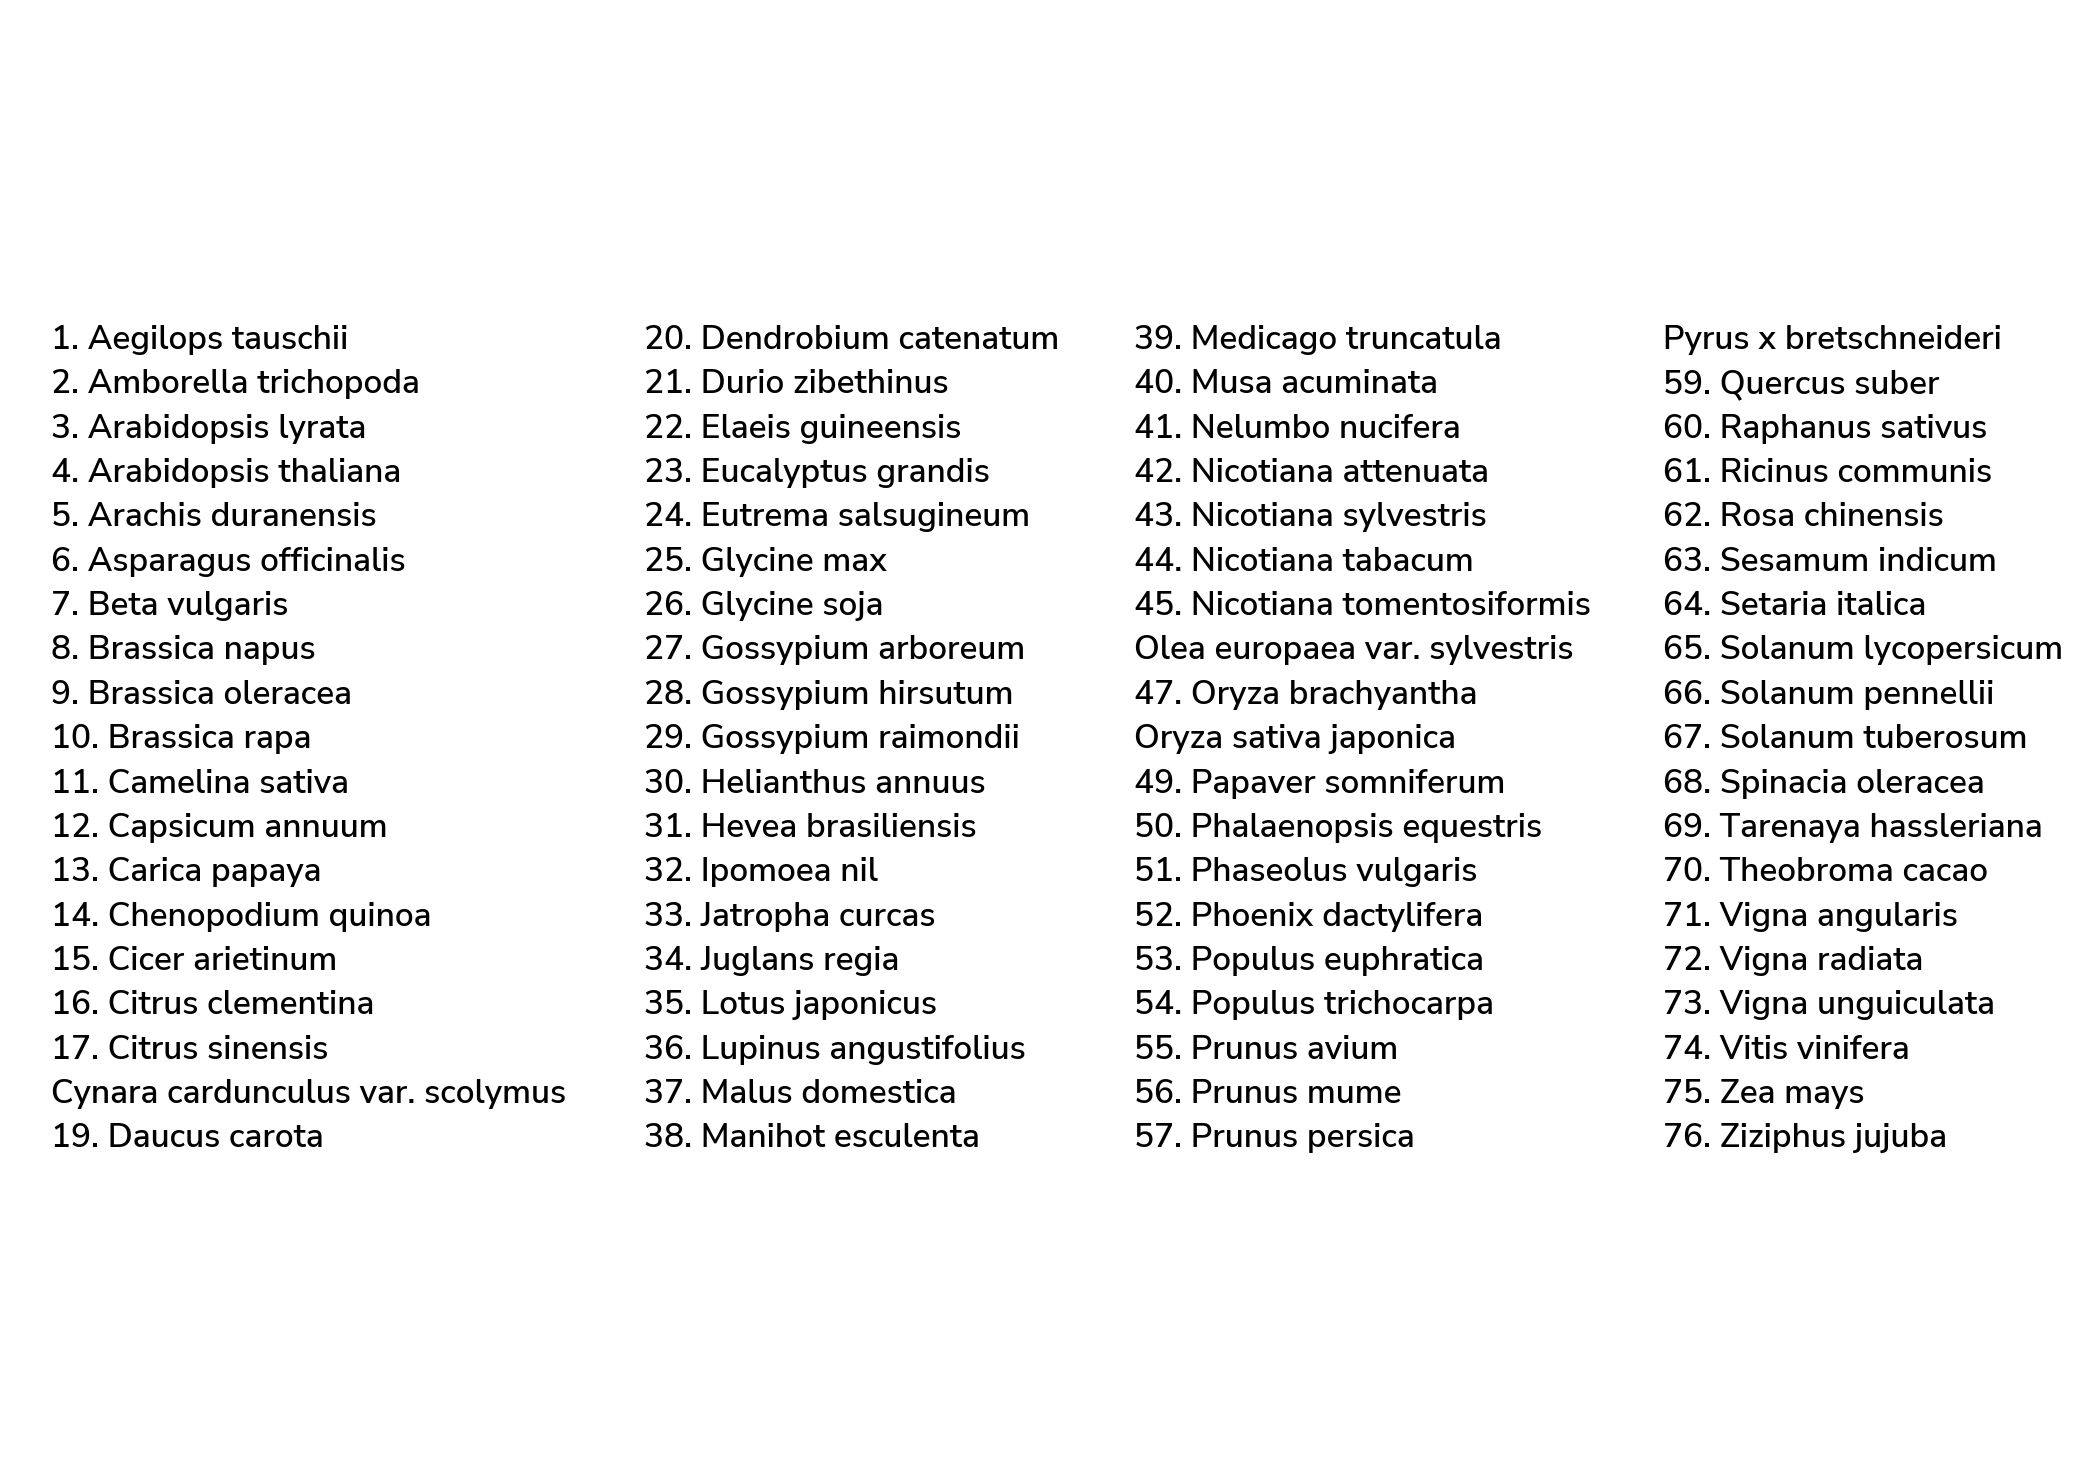 1. Aegilops tauschii
2. Amborella trichopoda
3. Arabidopsis lyrata
4. Arabidopsis thaliana
5. Arachis duranensis
6. Asparagus officinalis
7. Beta vulgaris
8. Brassica napus
9. Brassica oleracea
10. Brassica rapa
11. Camelina sativa
12. Capsicum annuum
13. Carica papaya
14. Chenopodium quinoa
15. Cicer arietinum
16. Citrus clementina
17. Citrus sinensis
Cynara cardunculus var. scolymus
19. Daucus carota
20. Dendrobium catenatum
21. Durio zibethinus
22. Elaeis guineensis
23. Eucalyptus grandis
24. Eutrema salsugineum
25. Glycine max
26. Glycine soja
27. Gossypium arboreum
28. Gossypium hirsutum
29. Gossypium raimondii
30. Helianthus annuus
31. Hevea brasiliensis
32. Ipomoea nil
33. Jatropha curcas
34. Juglans regia
35. Lotus japonicus
36. Lupinus angustifolius
37. Malus domestica
38. Manihot esculenta
39. Medicago truncatula
40. Musa acuminata
41. Nelumbo nucifera
42. Nicotiana attenuata
43. Nicotiana sylvestris
44. Nicotiana tabacum
45. Nicotiana tomentosiformis
Olea europaea var. sylvestris
47. Oryza brachyantha
Oryza sativa japonica
49. Papaver somniferum
50. Phalaenopsis equestris
51. Phaseolus vulgaris
52. Phoenix dactylifera
53. Populus euphratica
54. Populus trichocarpa
55. Prunus avium
56. Prunus mume
57. Prunus persica
Pyrus x bretschneideri
59. Quercus suber
60. Raphanus sativus
61. Ricinus communis
62. Rosa chinensis
63. Sesamum indicum
64. Setaria italica
65. Solanum lycopersicum
66. Solanum pennellii
67. Solanum tuberosum
68. Spinacia oleracea
69. Tarenaya hassleriana
70. Theobroma cacao
71. Vigna angularis
72. Vigna radiata
73. Vigna unguiculata
74. Vitis vinifera
75. Zea mays
76. Ziziphus jujuba